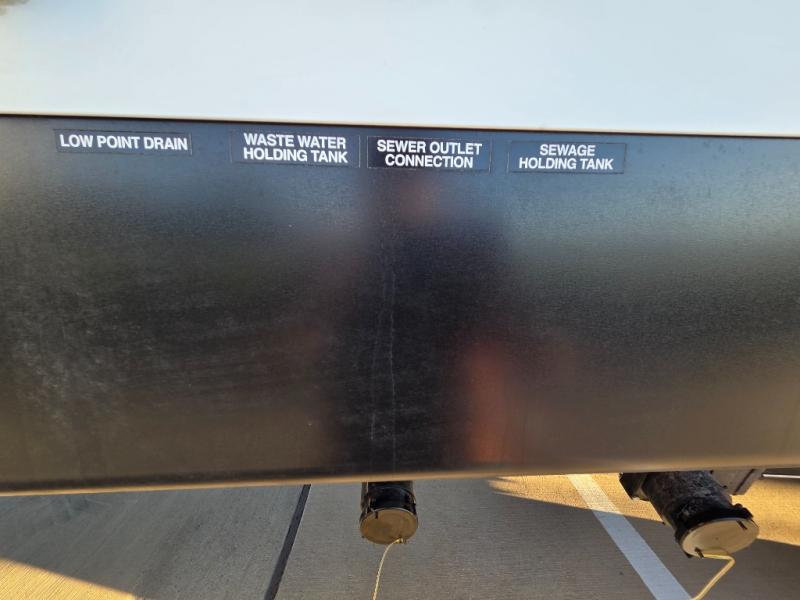 LOW POINT DRAIN
WASTE WATER
HOLDING TANK
SEWER OUTLET
CONNECTION
SEWAGE
HOLDING TANK